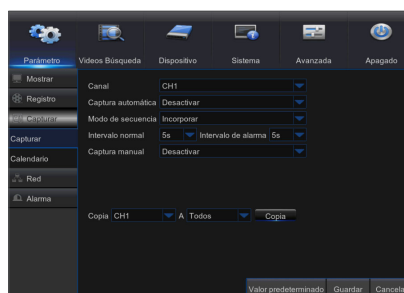 Parámetro Videos Búsqueda Dispositivo Sistema Avanzada Apagado
Mostrar
Registro
Capturar
Capturar
Calendario
Red
Alarma
Canal CH1
Captura automática Desactivar
Modo de secuencia Incorporar
Intervalo normal 5s Intervalo de alarma 5s
Captura manual Desactivar
Copia CH1 A Todos Copia
Valor predeterminado Guardar Cancela